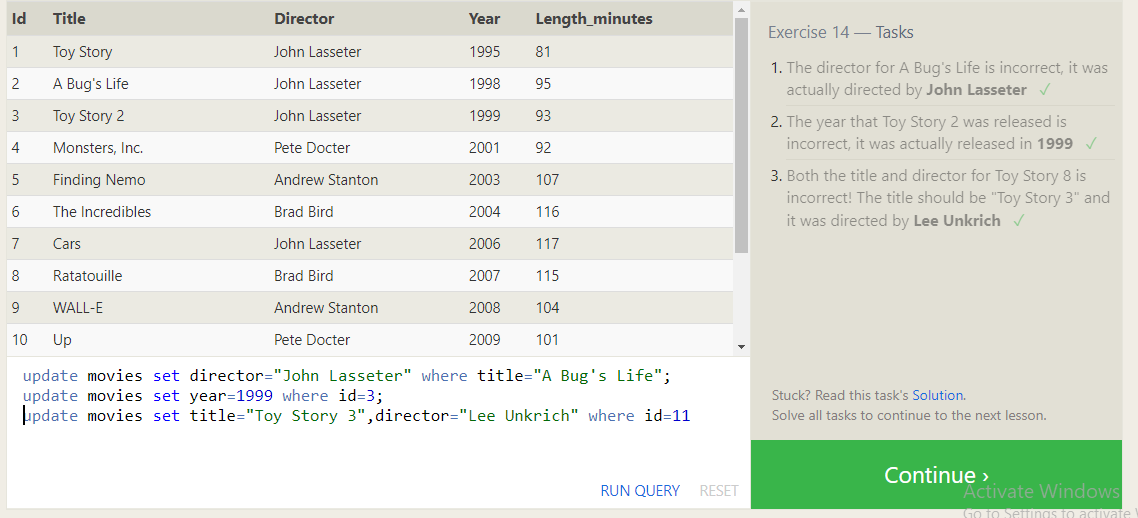 Id Title Director Year Length_minutes
1 Toy Story John Lasseter 1995 81
2 A Bug's Life John Lasseter 1998 95
3 Toy Story 2 John Lasseter 1999 93
4 Monsters, Inc. Pete Docter 2001 92
5 Finding Nemo Andrew Stanton 2003 107
6 The Incredibles Brad Bird 2004 116
7 Cars John Lasseter 2006 117
8 Ratatouille Brad Bird 2007 115
9 WALL-E Andrew Stanton 2008 104
10 Up Pete Docter 2009 101
update movies set director="John Lasseter" where title="A Bug's Life";
update movies set year=1999 where id=3;
update movies set title="Toy Story 3",director="Lee Unkrich" where id=11
RUN QUERY RESET
Exercise 14 — Tasks
1. The director for A Bug's Life is incorrect, it was
actually directed by John Lasseter ✓
2. The year that Toy Story 2 was released is
incorrect, it was actually released in 1999 ✓
3. Both the title and director for Toy Story 8 is
incorrect! The title should be "Toy Story 3" and
it was directed by Lee Unkrich ✓
Stuck? Read this task's Solution.
Solve all tasks to continue to the next lesson.
Continue ›
Activate Windows
Go to Settings to activate